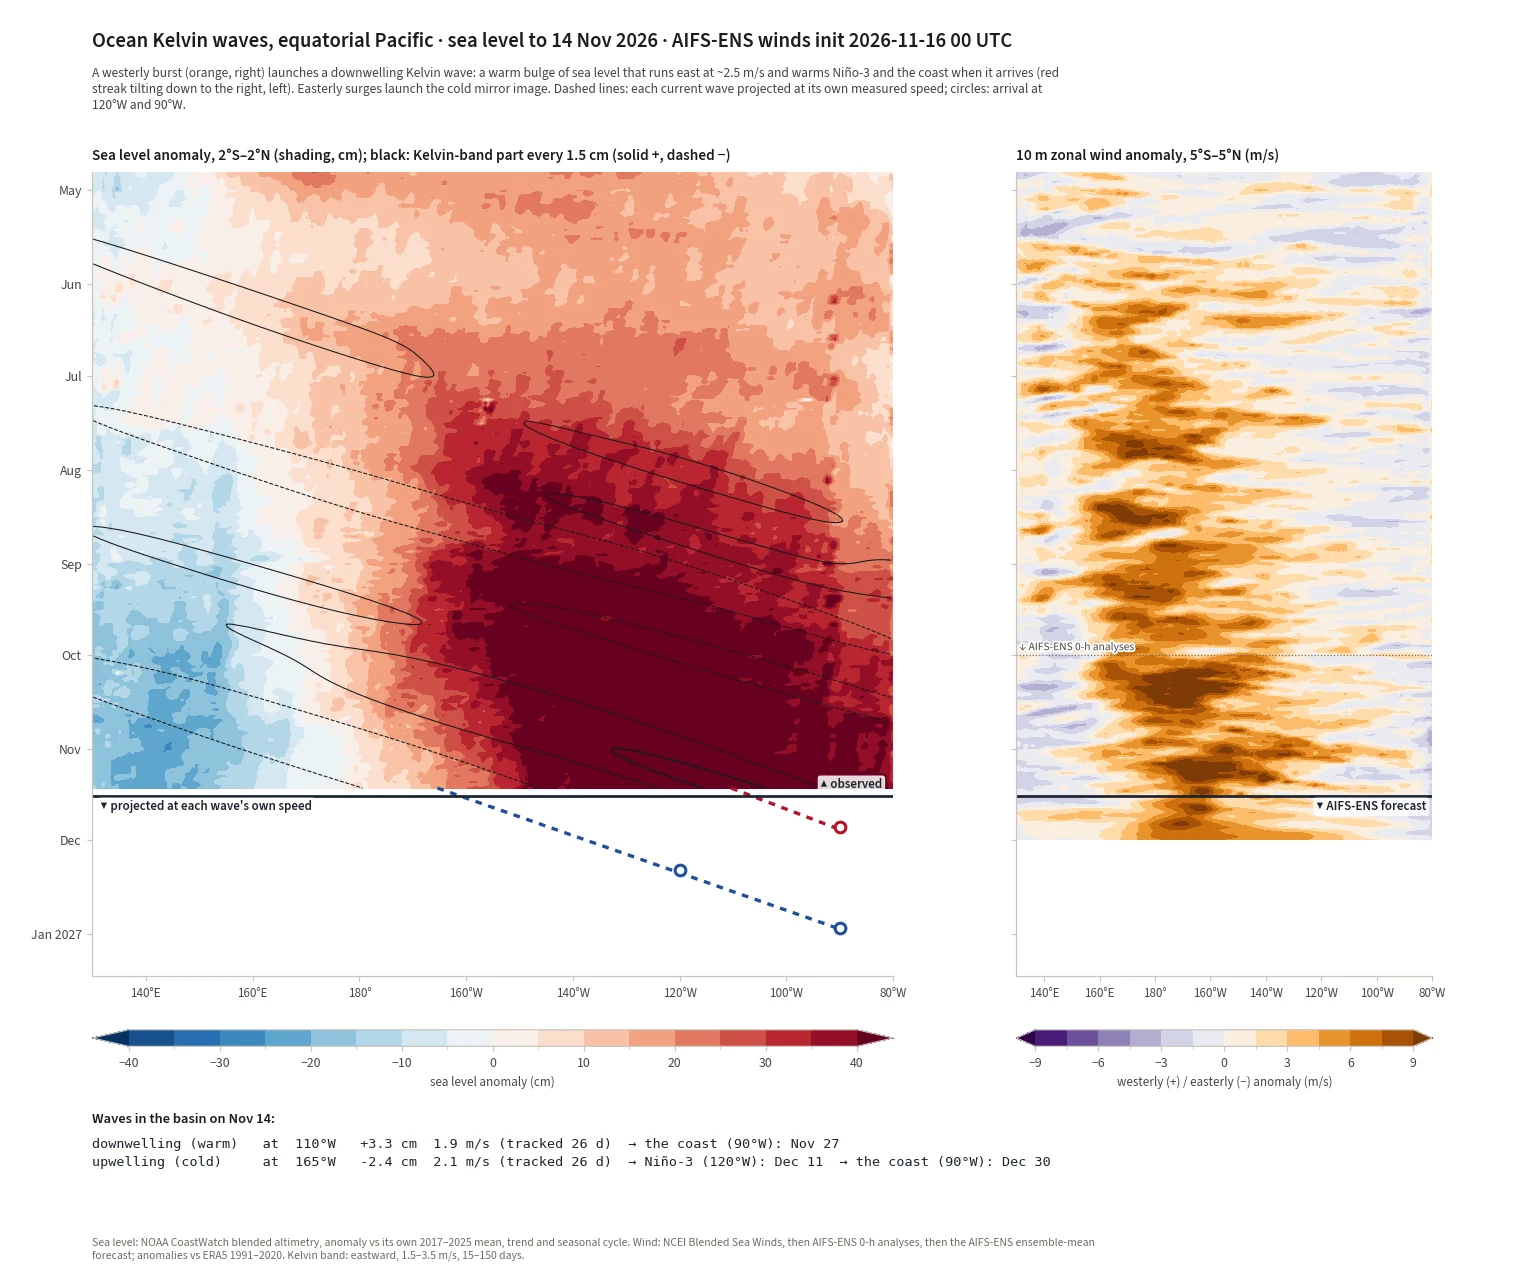 Ocean Kelvin waves, equatorial Pacific · sea level to 14 Nov 2026 · AIFS-ENS winds init 2026-11-16 00 UTC
A westerly burst (orange, right) launches a downwelling Kelvin wave: a warm bulge of sea level that runs east at ~2.5 m/s and warms Niño-3 and the coast when it arrives (red
streak tilting down to the right, left). Easterly surges launch the cold mirror image. Dashed lines: each current wave projected at its own measured speed; circles: arrival at
120°W and 90°W.
Sea level anomaly, 2°S–2°N (shading, cm); black: Kelvin-band part every 1.5 cm (solid +, dashed −)
May
Jun
Jul
Aug
Sep
Oct
Nov
Dec
Jan 2027
▲ observed
▼ projected at each wave's own speed
140°E
160°E
180°
160°W
140°W
120°W
100°W
80°W
10 m zonal wind anomaly, 5°S–5°N (m/s)
↓ AIFS-ENS 0-h analyses
▼ AIFS-ENS forecast
140°E
160°E
180°
160°W
140°W
120°W
100°W
80°W
−40
−30
−20
−10
0
10
20
30
40
sea level anomaly (cm)
−9
−6
−3
0
3
6
9
westerly (+) / easterly (−) anomaly (m/s)
Waves in the basin on Nov 14:
downwelling (warm) at 110°W +3.3 cm 1.9 m/s (tracked 26 d) → the coast (90°W): Nov 27
upwelling (cold) at 165°W -2.4 cm 2.1 m/s (tracked 26 d) → Niño-3 (120°W): Dec 11 → the coast (90°W): Dec 30
Sea level: NOAA CoastWatch blended altimetry, anomaly vs its own 2017–2025 mean, trend and seasonal cycle. Wind: NCEI Blended Sea Winds, then AIFS-ENS 0-h analyses, then the AIFS-ENS ensemble-mean
forecast; anomalies vs ERA5 1991–2020. Kelvin band: eastward, 1.5–3.5 m/s, 15–150 days.